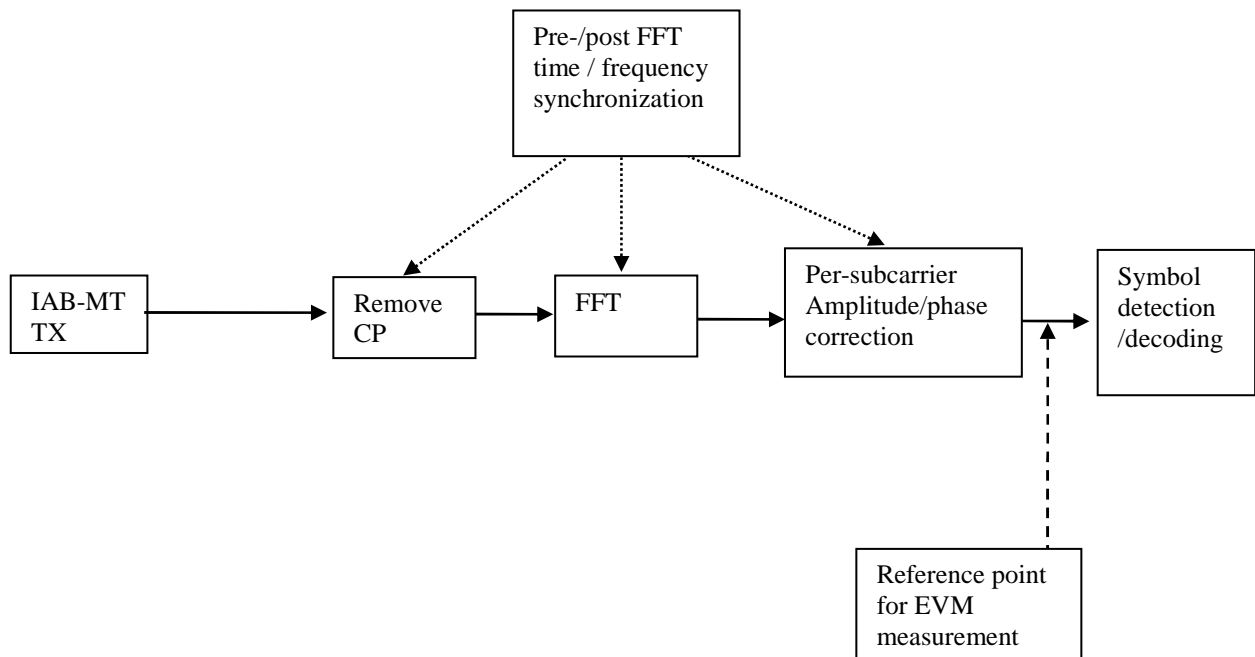 Pre-/post FFT
time / frequency
synchronization
IAB-MT
TX
Remove
CP
FFT
Per-subcarrier
Amplitude/phase
correction
Symbol
detection
/decoding
Reference point
for EVM
measurement